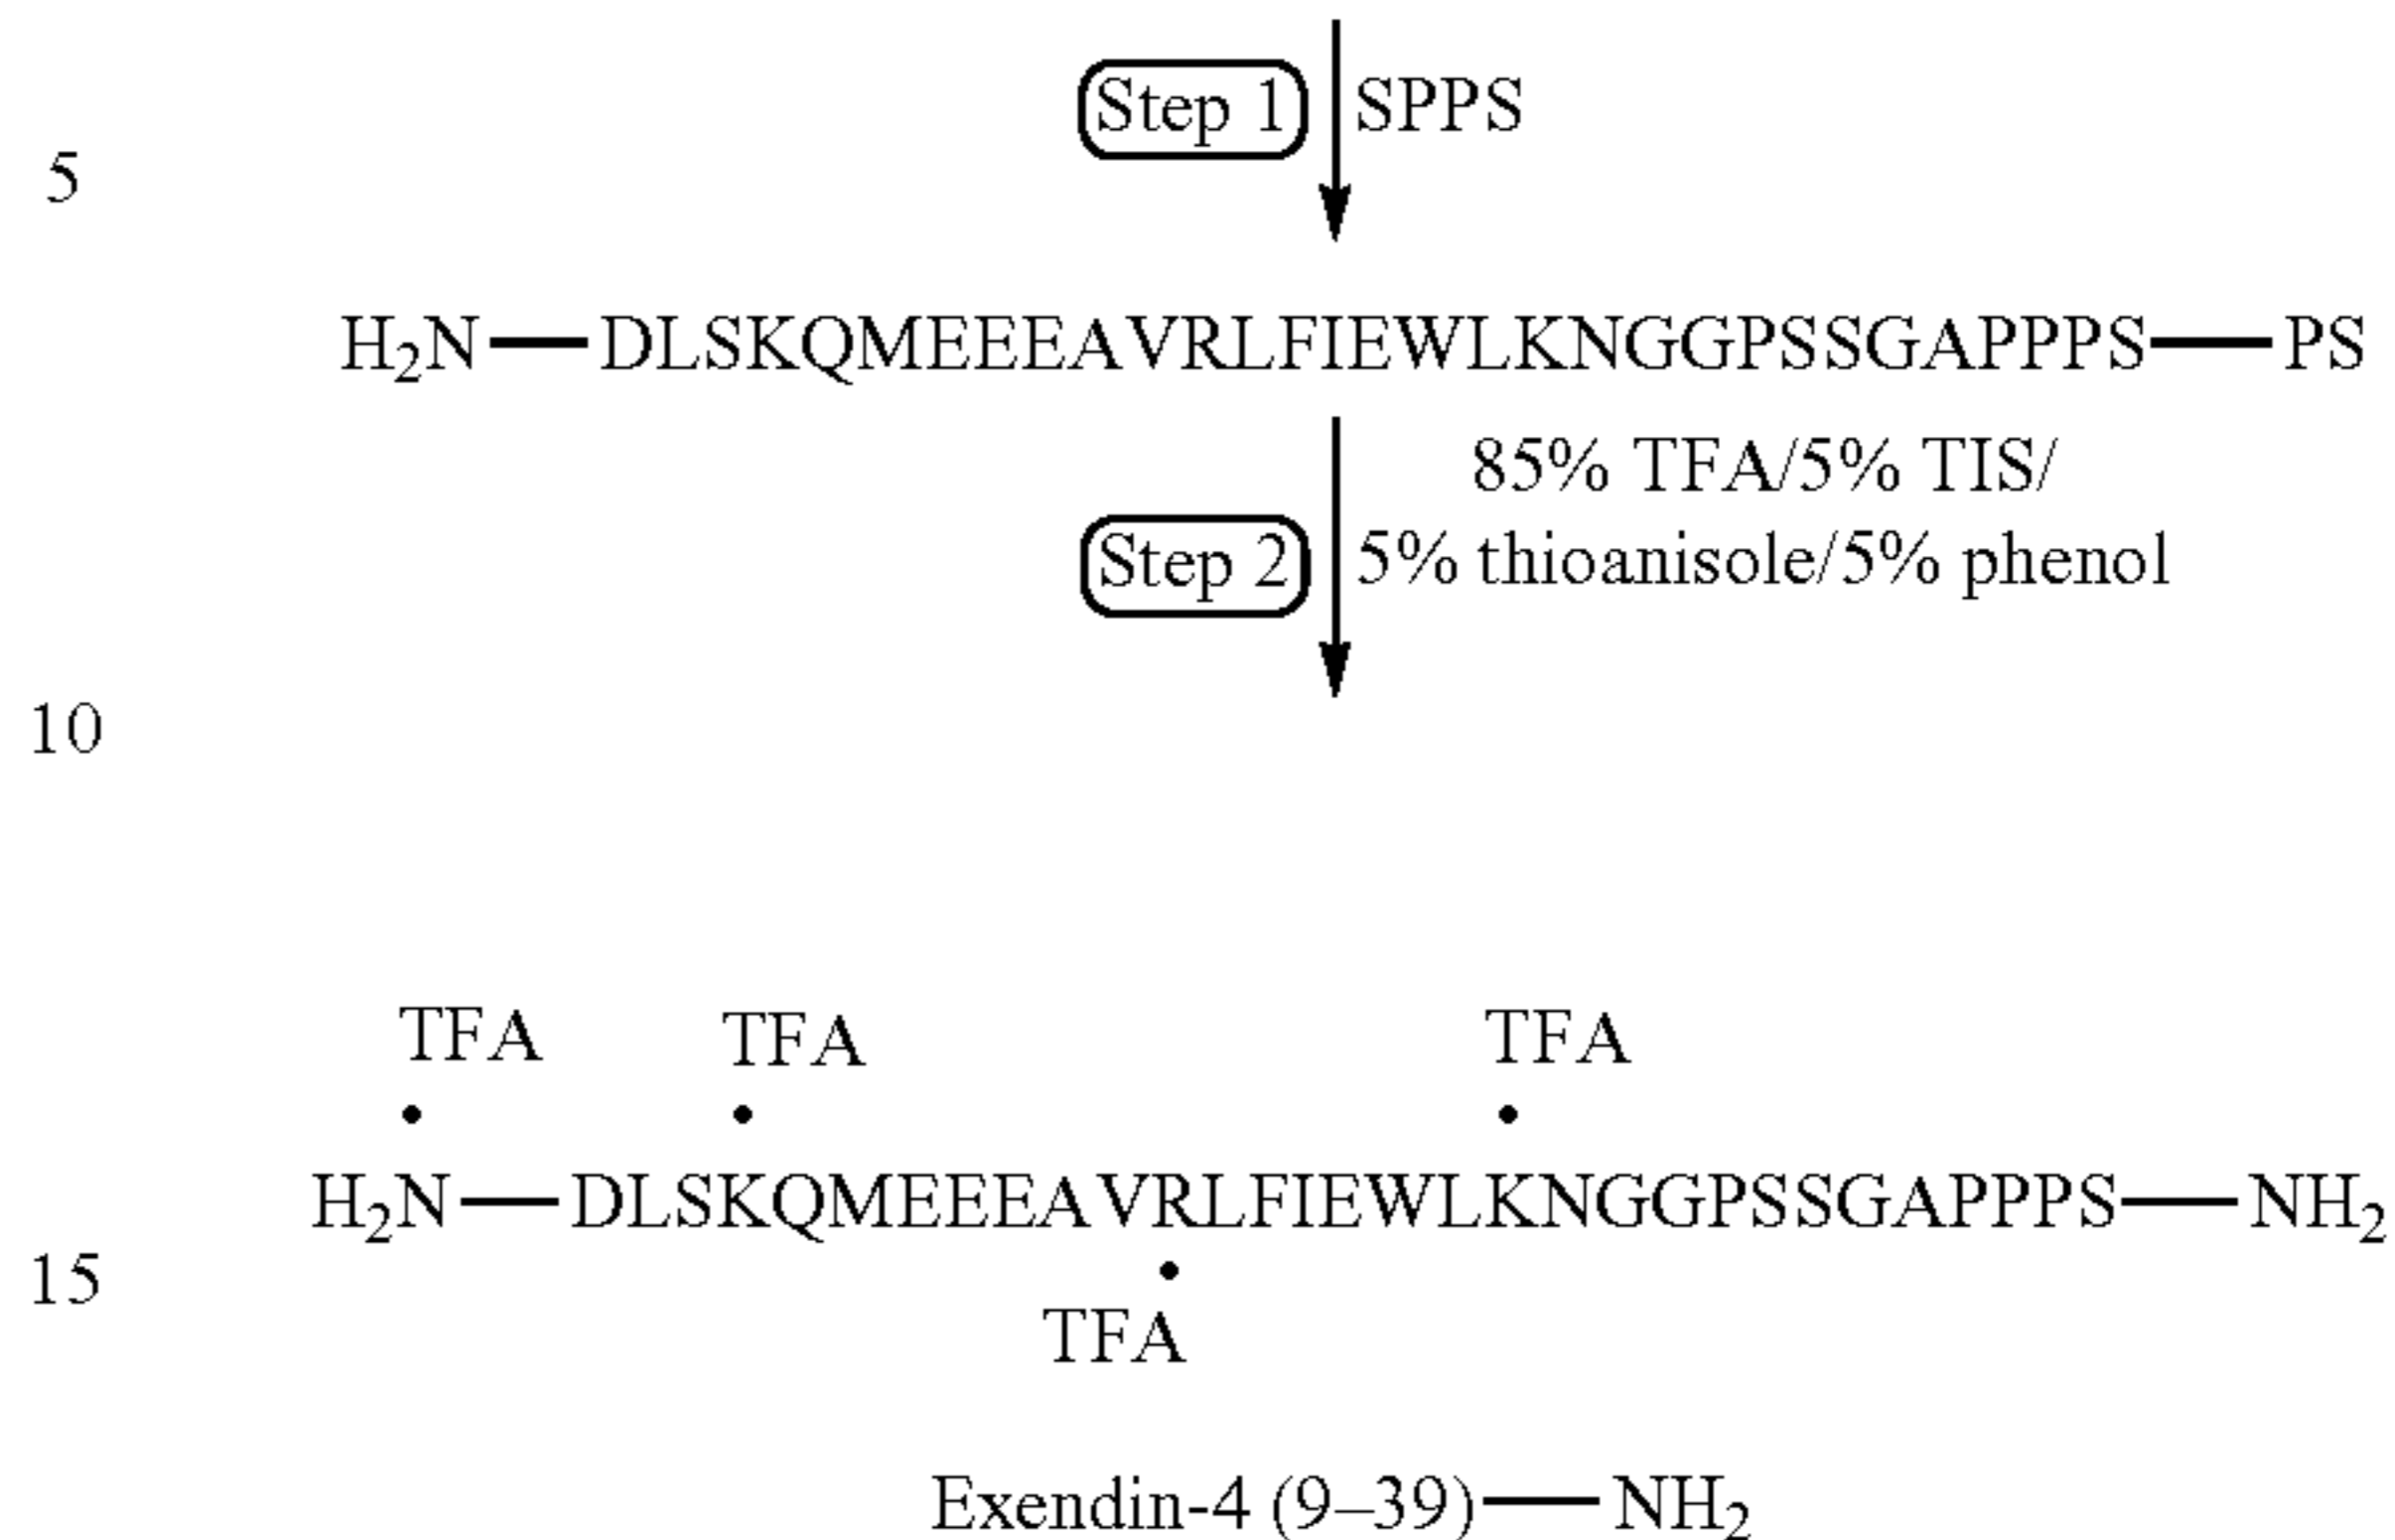 Step 1 SPPS
5
H₂N—DLSKQMEEEAVRLFIEWLKNGGPSSGAPPPS—PS
85% TFA/5% TIS/
Step 2 5% thioanisole/5% phenol
10
TFA TFA TFA
• • •
H₂N—DLSKQMEEEAVRLFIEWLKNGGPSSGAPPPS—NH₂
15 •
TFA
Exendin-4 (9–39)—NH₂